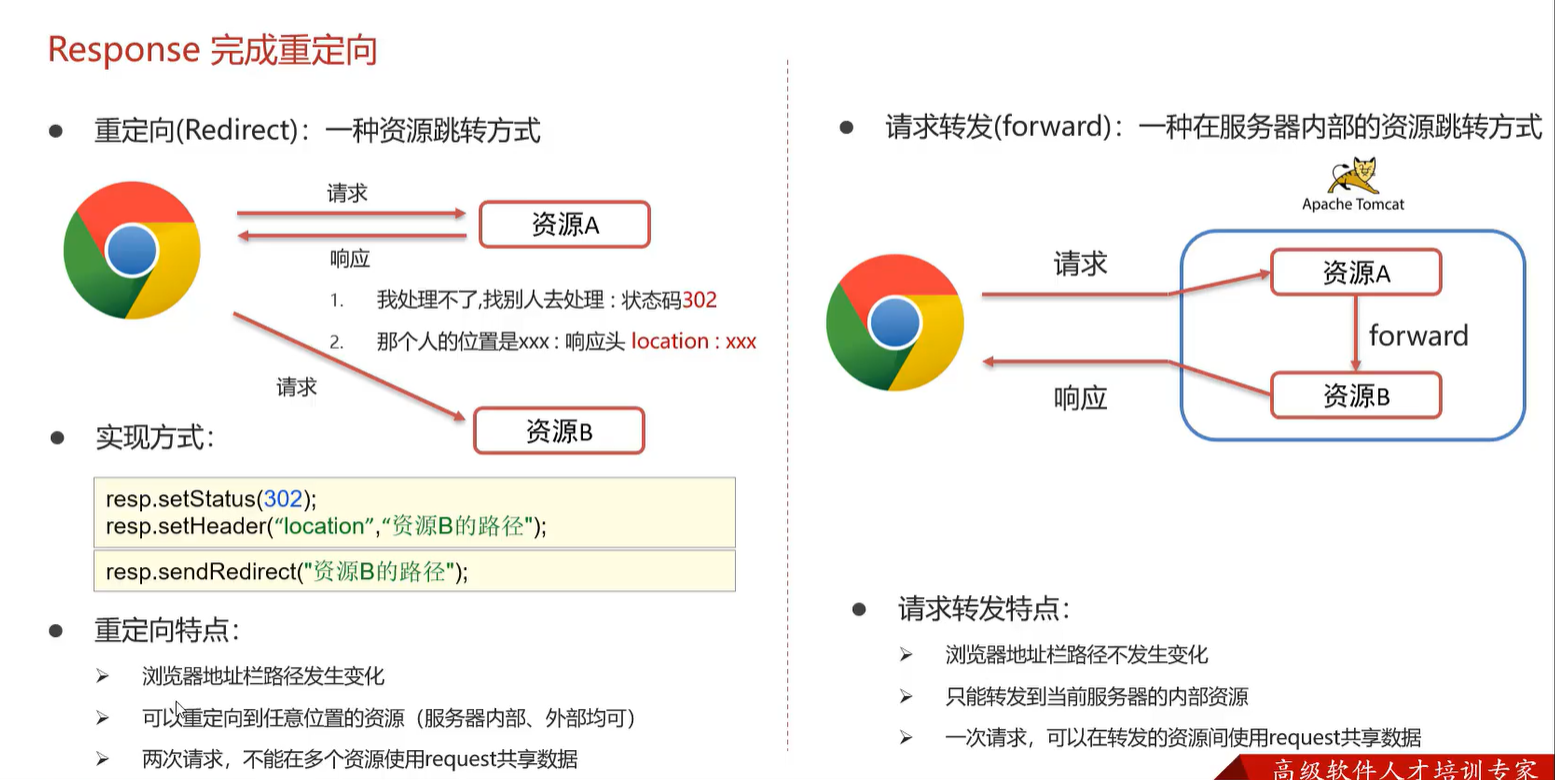 Response 完成重定向
重定向(Redirect)：一种资源跳转方式
请求
资源A
响应
1. 我处理不了,找别人去处理 : 状态码302
2. 那个人的位置是xxx : 响应头 location : xxx
请求
资源B
实现方式：
resp.setStatus(302);
resp.setHeader(“location”,“资源B的路径");
resp.sendRedirect("资源B的路径");
重定向特点：
浏览器地址栏路径发生变化
可以重定向到任意位置的资源（服务器内部、外部均可）
两次请求，不能在多个资源使用request共享数据
请求转发(forward)：一种在服务器内部的资源跳转方式
Apache Tomcat
请求
资源A
forward
响应
资源B
请求转发特点：
浏览器地址栏路径不发生变化
只能转发到当前服务器的内部资源
一次请求，可以在转发的资源间使用request共享数据
高级软件人才培训专家